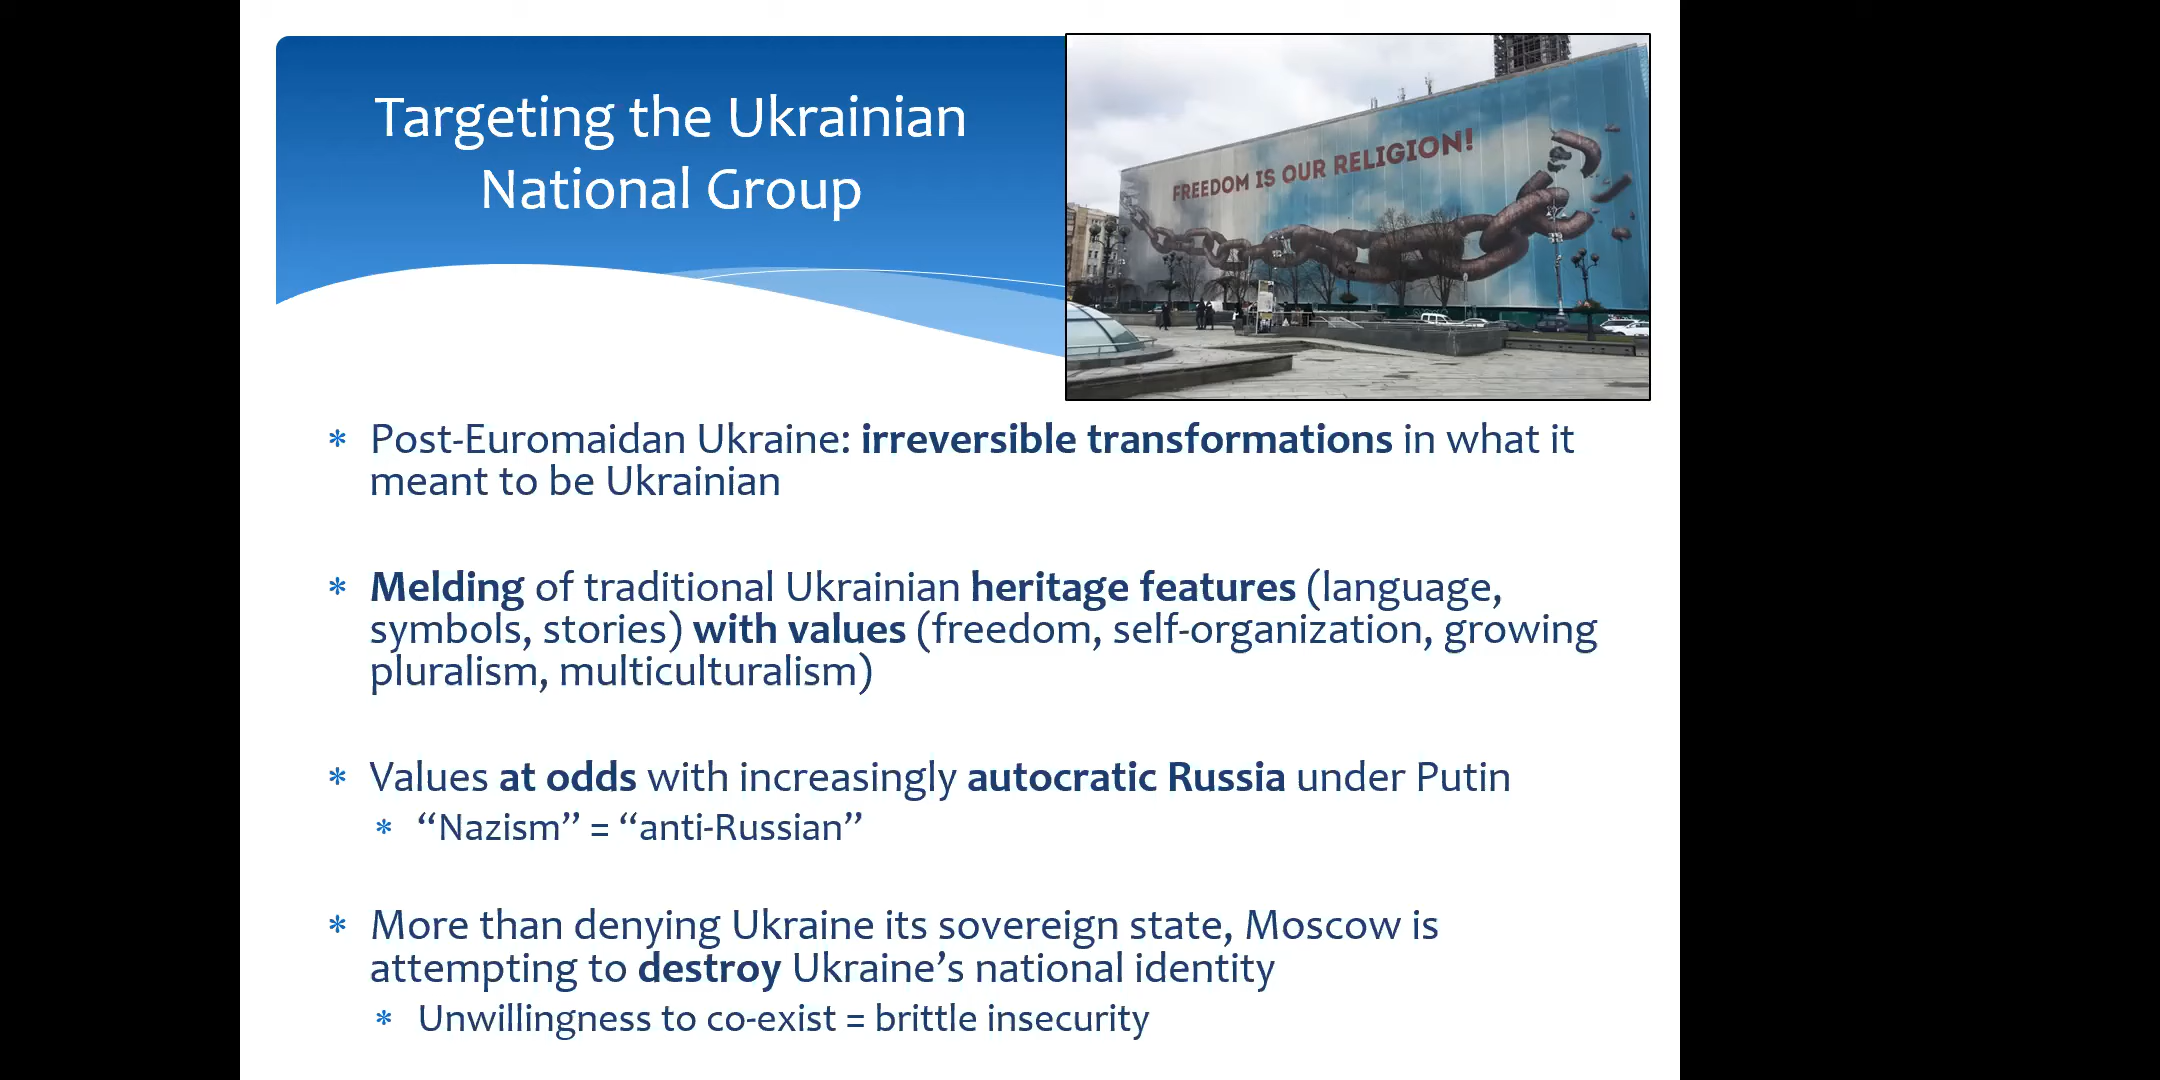 Targeting the Ukrainian
National Group
FREEDOM IS OUR RELIGION!
* Post-Euromaidan Ukraine: irreversible transformations in what it
meant to be Ukrainian
* Melding of traditional Ukrainian heritage features (language,
symbols, stories) with values (freedom, self-organization, growing
pluralism, multiculturalism)
* Values at odds with increasingly autocratic Russia under Putin
* “Nazism” = “anti-Russian”
* More than denying Ukraine its sovereign state, Moscow is
attempting to destroy Ukraine’s national identity
* Unwillingness to co-exist = brittle insecurity